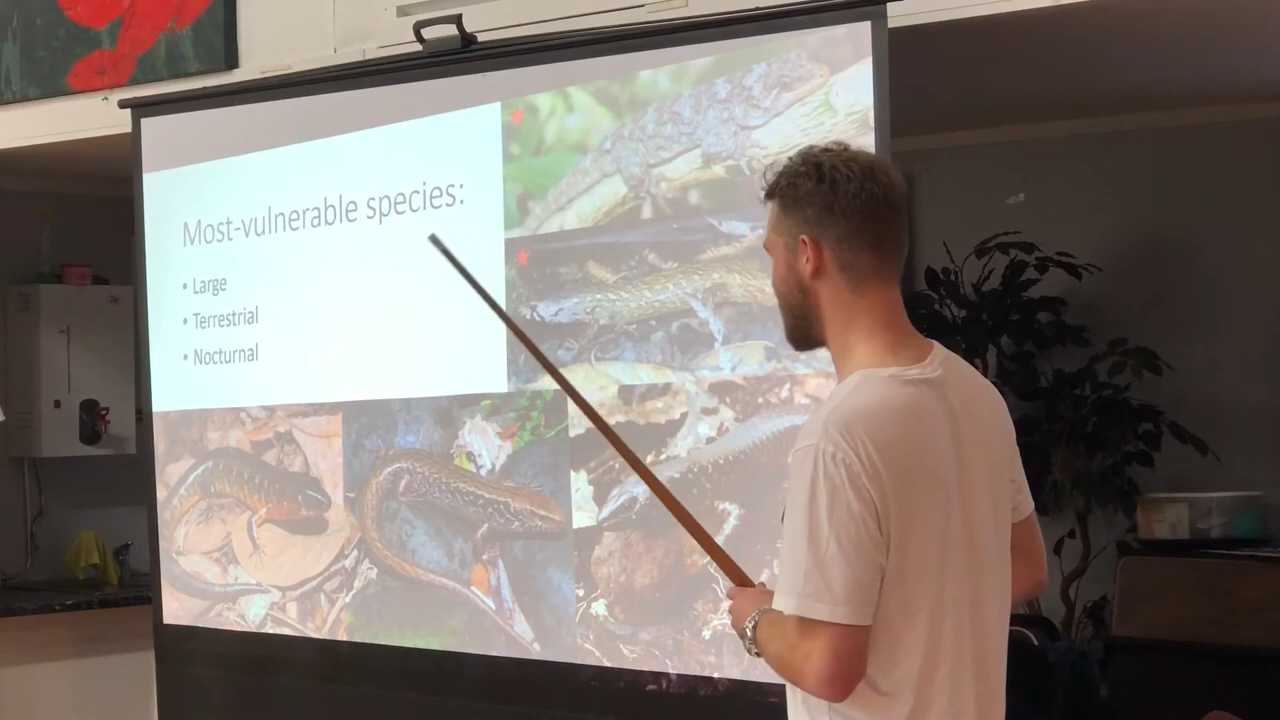 Most-vulnerable species:
• Large
• Terrestrial
• Nocturnal